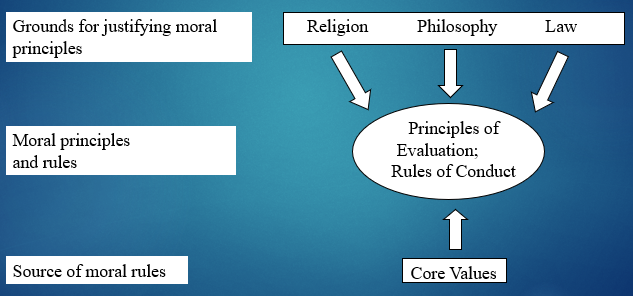 Grounds for justifying moral
principles
Religion Philosophy Law
Moral principles
and rules
Principles of
Evaluation;
Rules of Conduct
Source of moral rules
Core Values